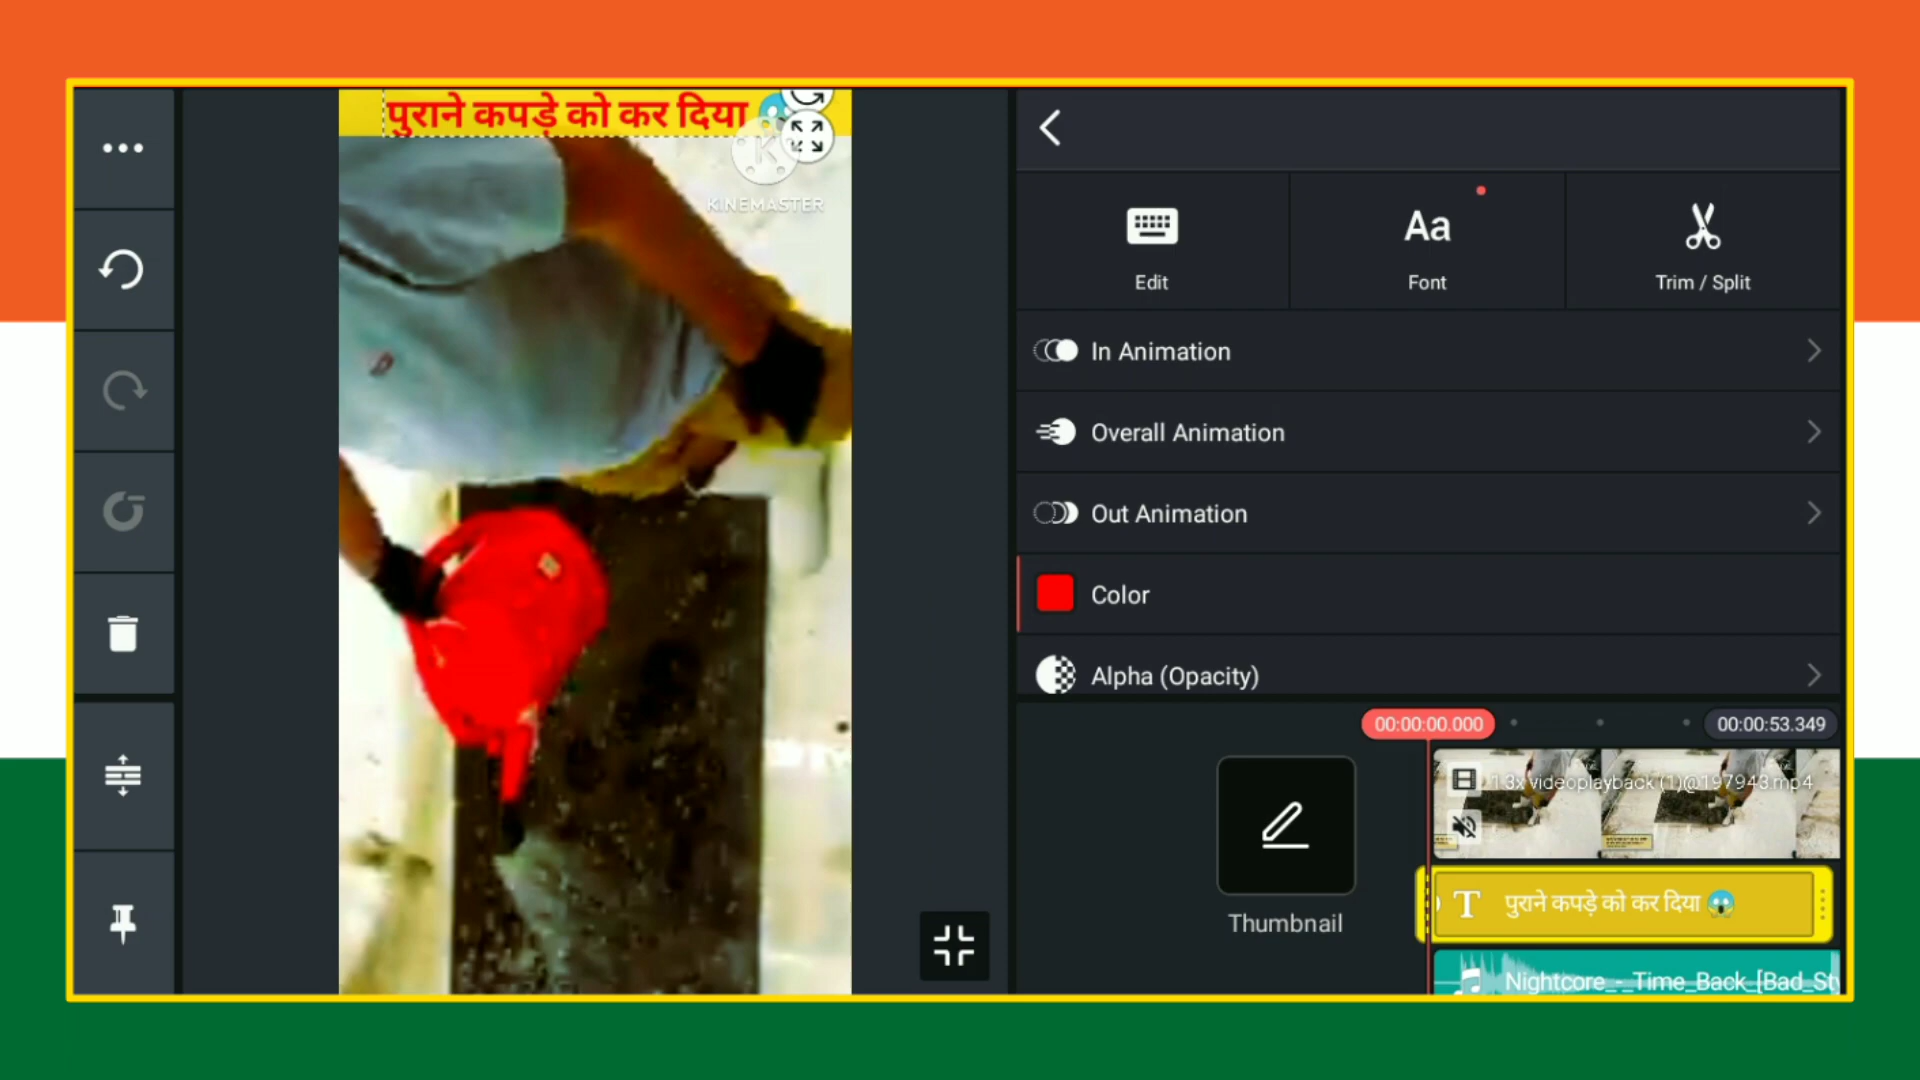 पुराने कपड़े को कर दिया
KINEMASTER
Edit
Aa
Font
Trim / Split
In Animation
Overall Animation
Out Animation
Color
Alpha (Opacity)
00:00:00.000
00:00:53.349
1.3x videoplayback (1)@197943.mp4
Thumbnail
T पुराने कपड़े को कर दिया 😱
Nightcore_-_Time_Back_[Bad_Sty